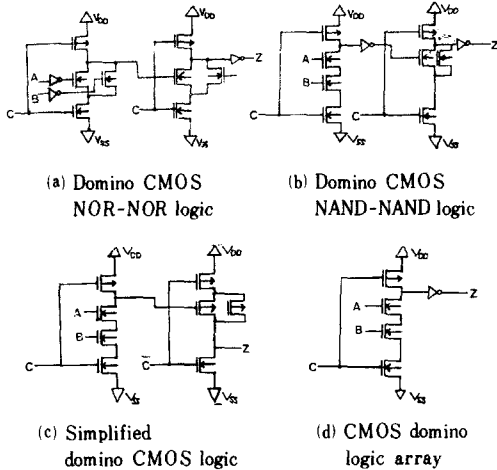 VDD VDD
A
B
C
Z
VSS VSS
(a) Domino CMOS
NOR-NOR logic
VDD VDD
A
B
C
Z
VSS VSS
(b) Domino CMOS
NAND-NAND logic
VDD VDD
A
B
C C̅
Z
VSS VSS
(c) Simplified
domino CMOS logic
VDD
Z
A
B
C
VSS
(d) CMOS domino
logic array